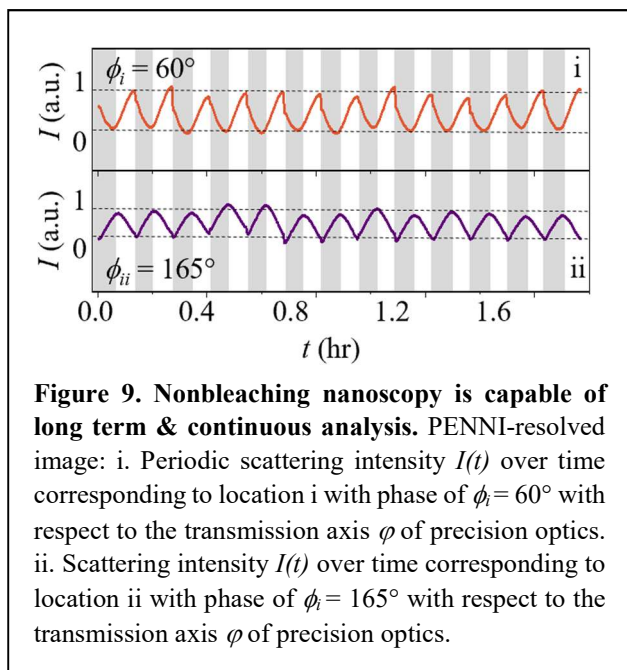 ϕi = 60°
i
1
0
I (a.u.)
1
0
I (a.u.)
ϕii = 165°
ii
0.0 0.4 0.8 1.2 1.6
t (hr)
Figure 9. Nonbleaching nanoscopy is capable of
long term & continuous analysis. PENNI-resolved
image: i. Periodic scattering intensity I(t) over time
corresponding to location i with phase of ϕi = 60° with
respect to the transmission axis φ of precision optics.
ii. Scattering intensity I(t) over time corresponding to
location ii with phase of ϕi = 165° with respect to the
transmission axis φ of precision optics.